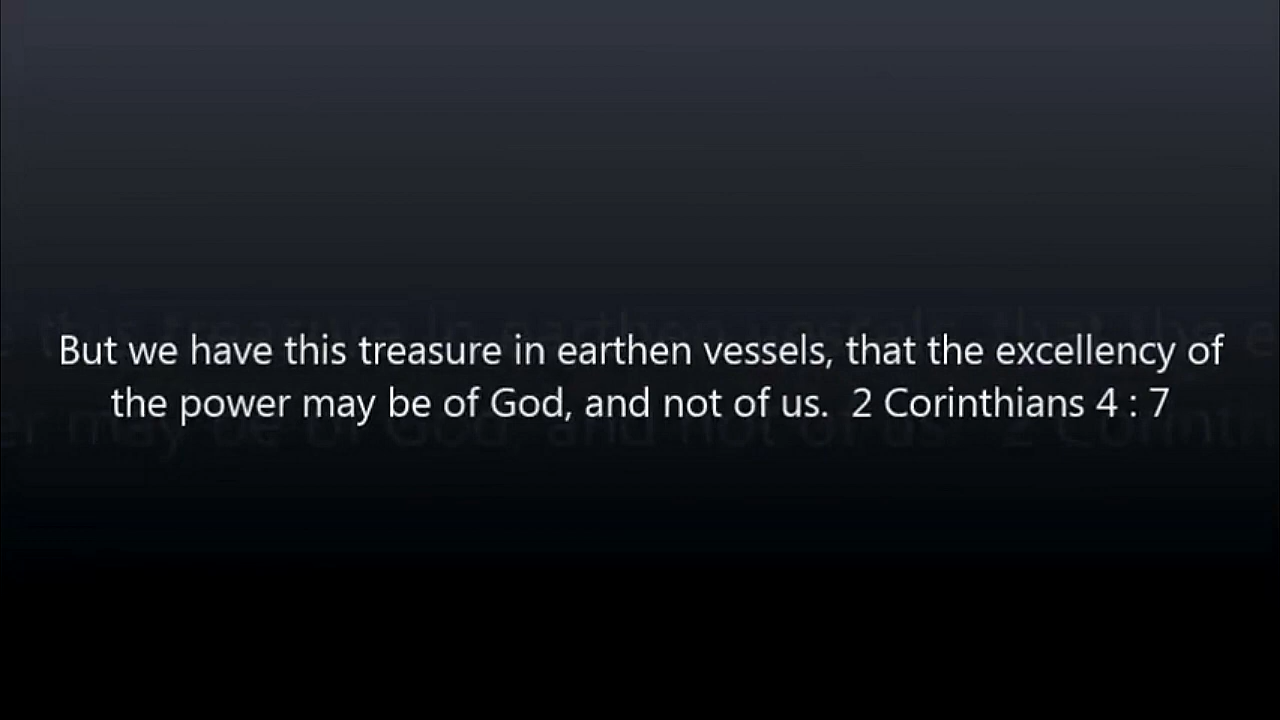 But we have this treasure in earthen vessels, that the excellency of
the power may be of God, and not of us.  2 Corinthians 4 : 7